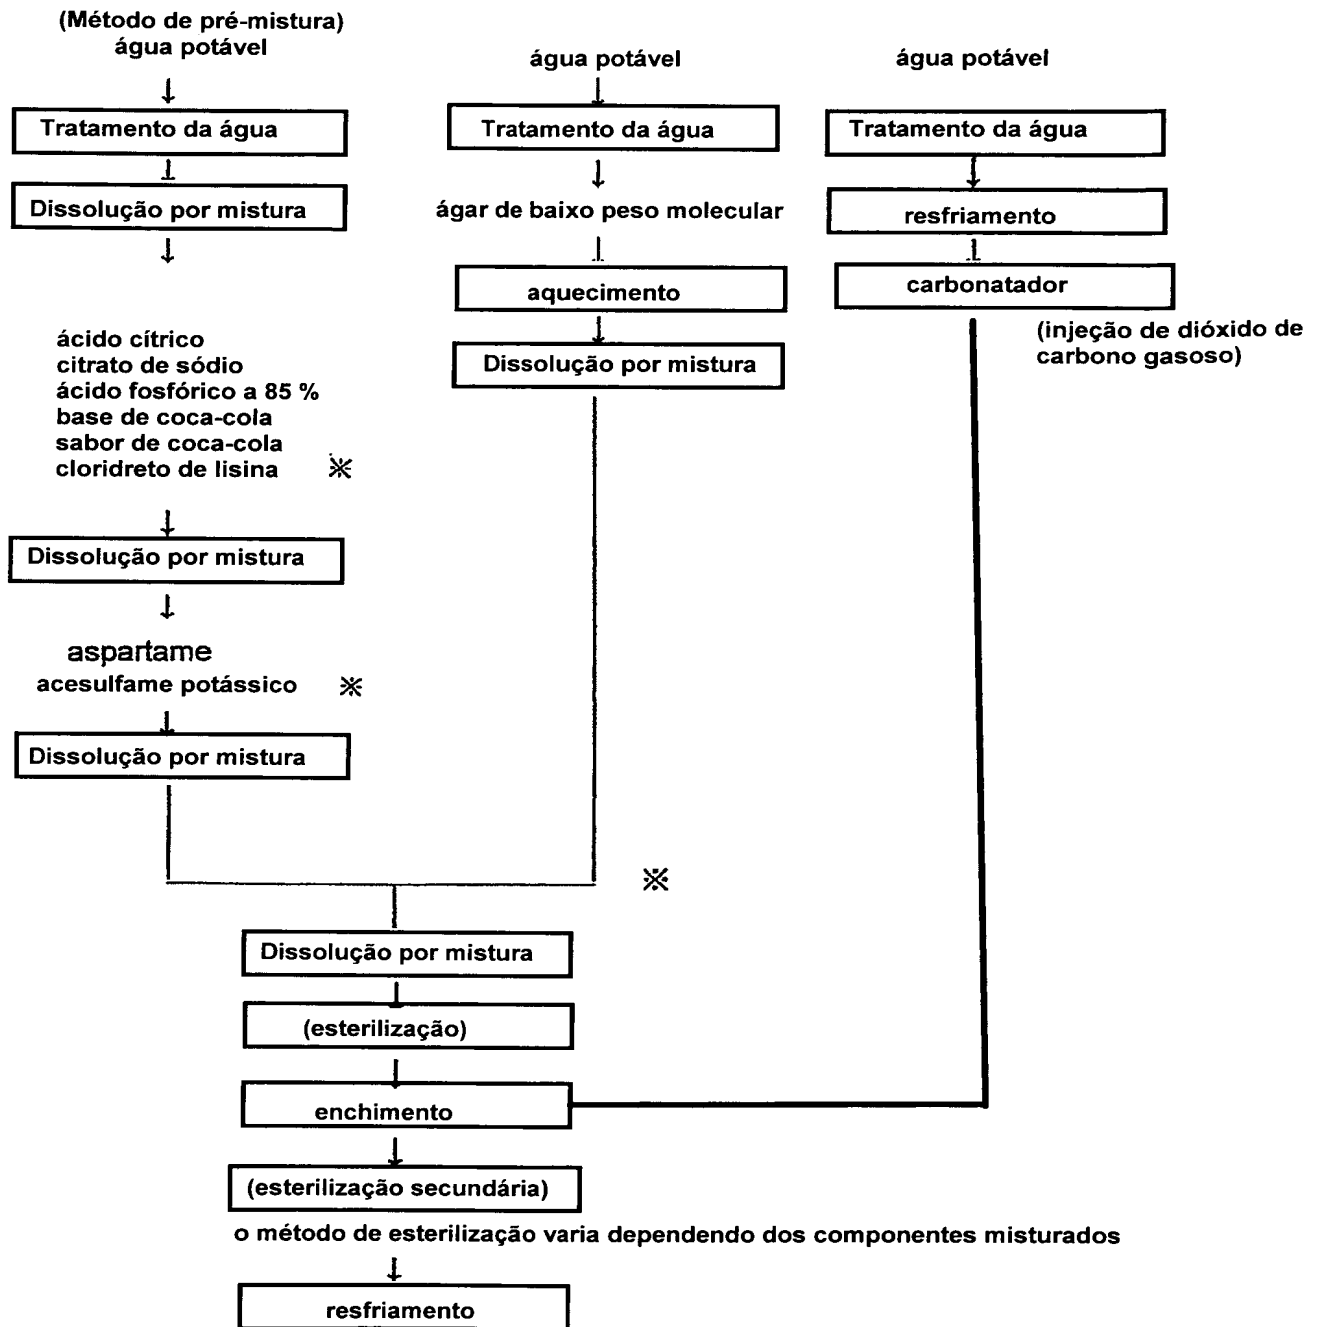 (Método de pré-mistura)
água potável
Tratamento da água
Dissolução por mistura
ácido cítrico
citrato de sódio
ácido fosfórico a 85 %
base de coca-cola
sabor de coca-cola
cloridreto de lisina ※
Dissolução por mistura
aspartame
acesulfame potássico ※
Dissolução por mistura
água potável
Tratamento da água
ágar de baixo peso molecular
aquecimento
Dissolução por mistura
água potável
Tratamento da água
resfriamento
carbonatador
(injeção de dióxido de
carbono gasoso)
※
Dissolução por mistura
(esterilização)
enchimento
(esterilização secundária)
o método de esterilização varia dependendo dos componentes misturados
resfriamento